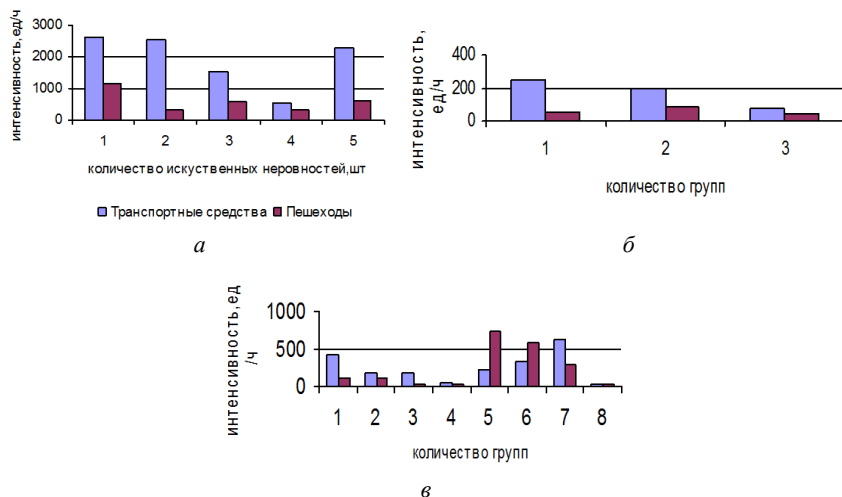 интенсивность, ед/ч
3000
2000
1000
0
1 2 3 4 5
количество искуственных неровностей,шт
Транспортные средства Пешеходы
а
интенсивность,
ед/ч
400
200
0
1 2 3
количество групп
б
интенсивность, ед
/ч
1000
500
0
1 2 3 4 5 6 7 8
количество групп
в